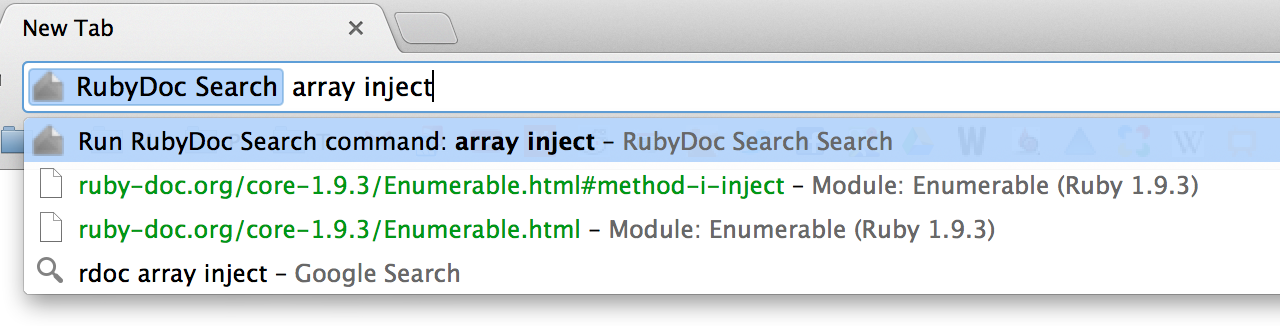 New Tab
RubyDoc Search array inject
Run RubyDoc Search command: array inject – RubyDoc Search Search
ruby-doc.org/core-1.9.3/Enumerable.html#method-i-inject – Module: Enumerable (Ruby 1.9.3)
ruby-doc.org/core-1.9.3/Enumerable.html – Module: Enumerable (Ruby 1.9.3)
rdoc array inject – Google Search